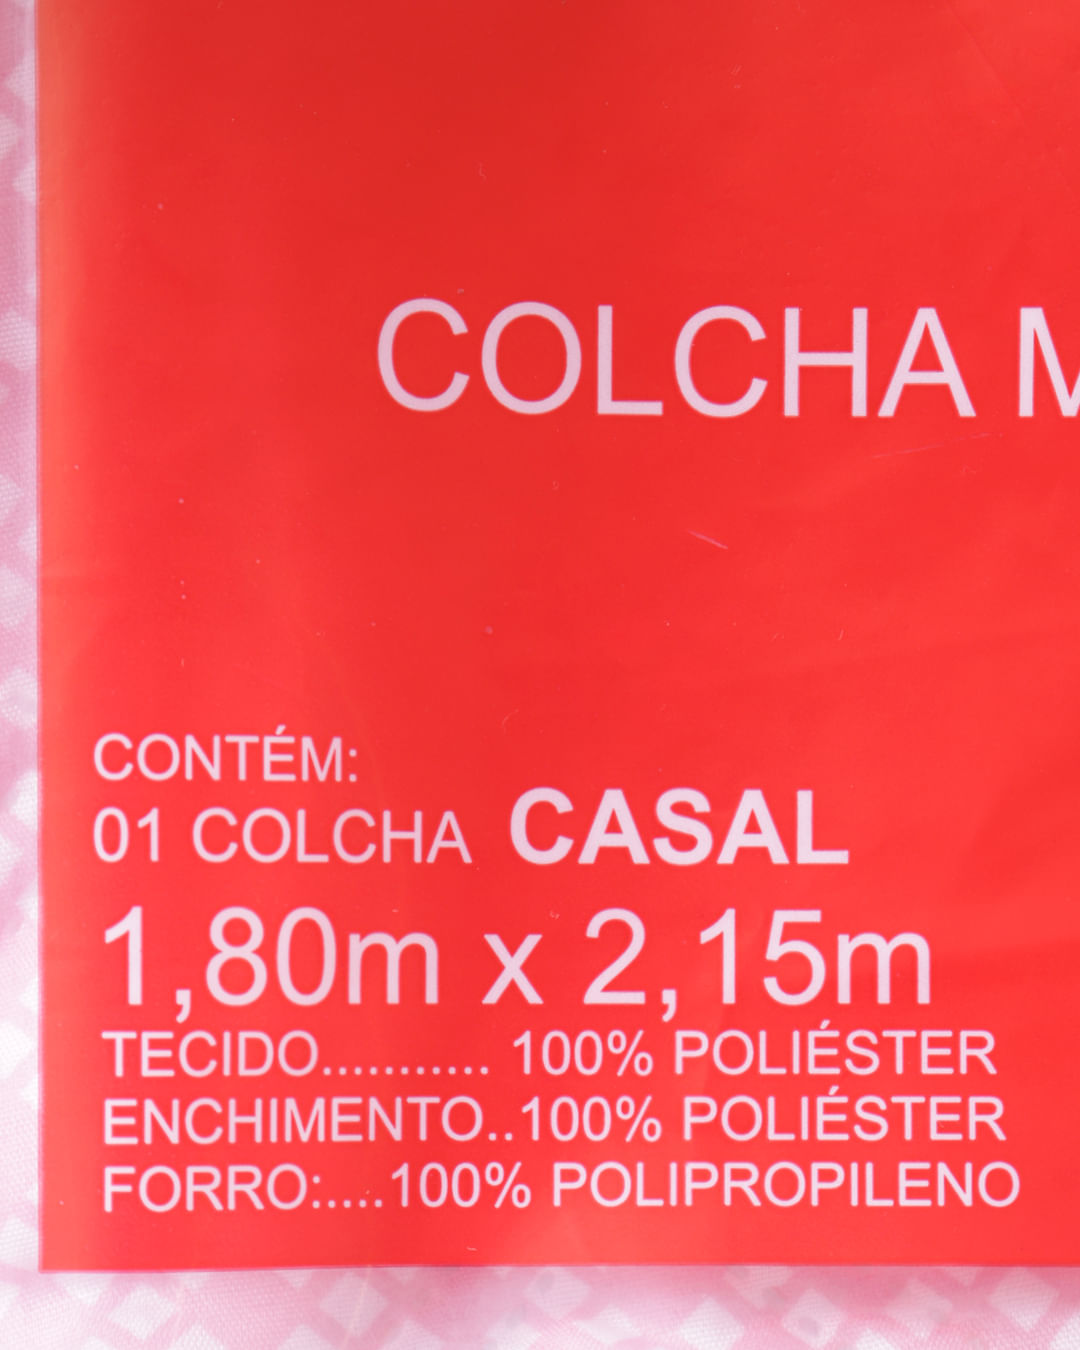 COLCHA M
CONTÉM:
01 COLCHA CASAL
1,80m x 2,15m
TECIDO........... 100% POLIÉSTER
ENCHIMENTO..100% POLIÉSTER
FORRO:....100% POLIPROPILENO